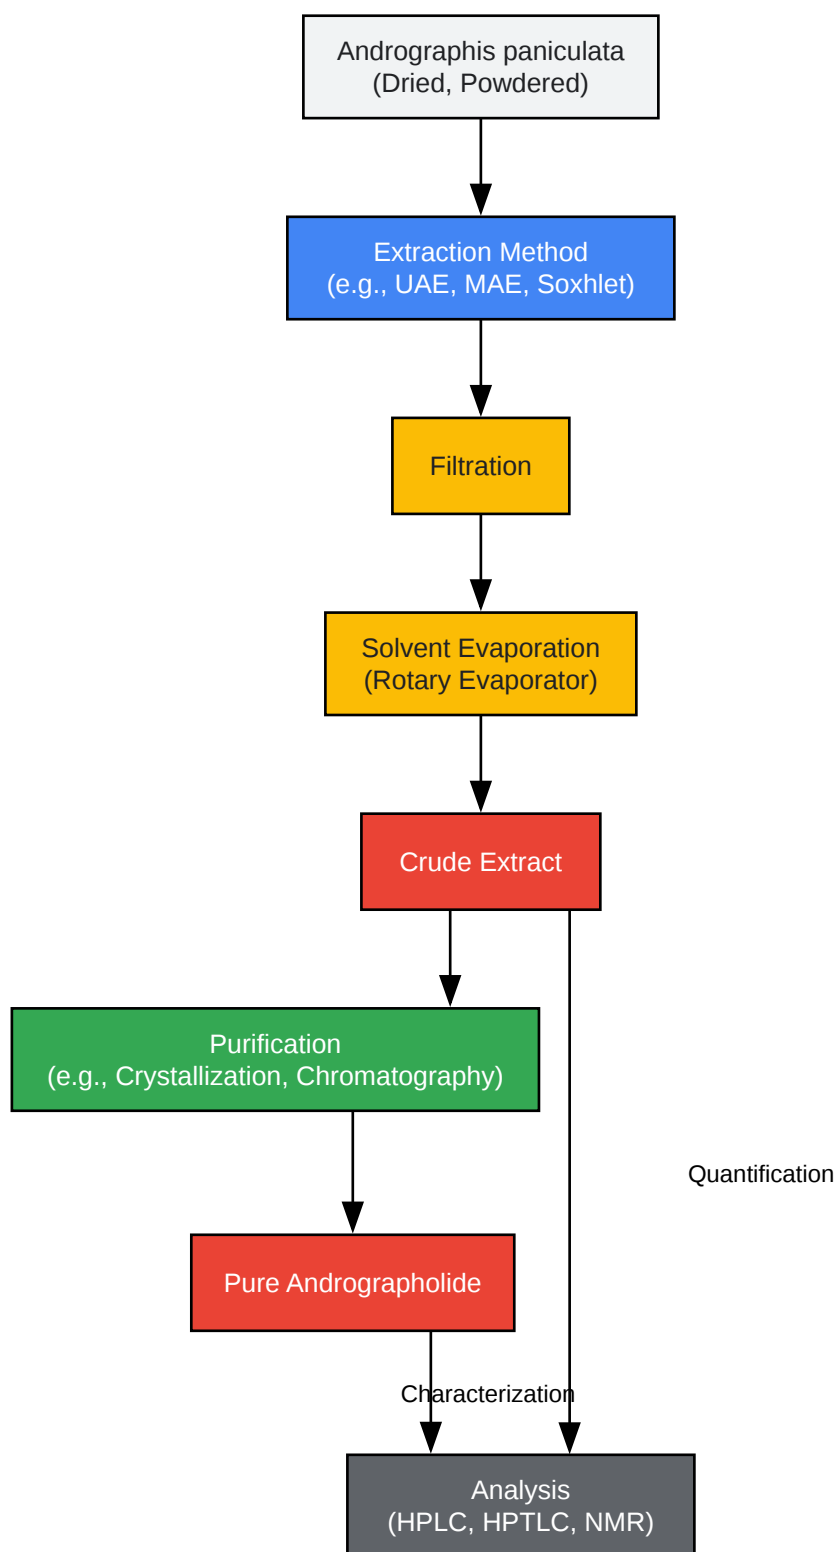 Andrographis paniculata
(Dried, Powdered)
Extraction Method
(e.g., UAE, MAE, Soxhlet)
Filtration
Solvent Evaporation
(Rotary Evaporator)
Crude Extract
Purification
(e.g., Crystallization, Chromatography)
Quantification
Pure Andrographolide
Characterization
Analysis
(HPLC, HPTLC, NMR)